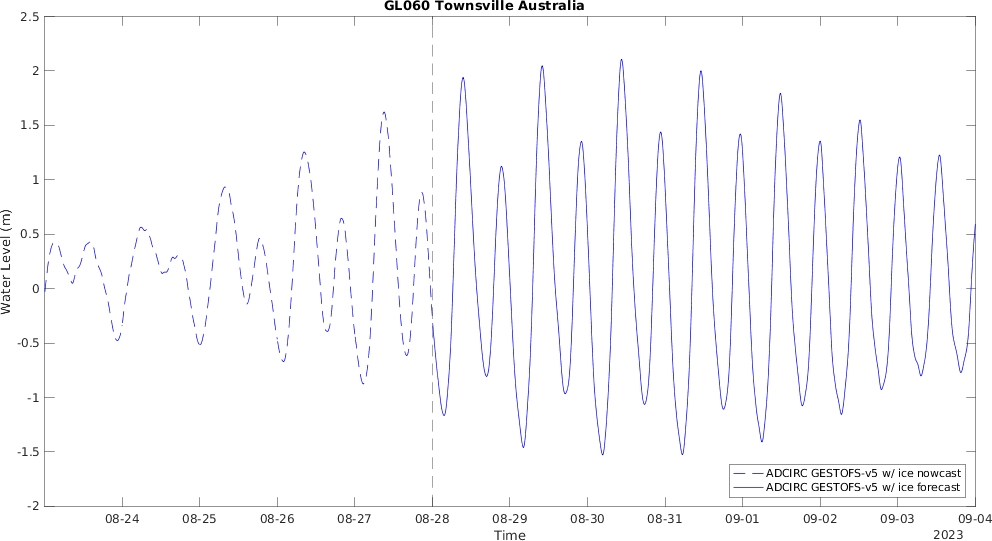 GL060 Townsville Australia
2.5
2
1.5
1
0.5
0
-0.5
-1
-1.5
-2
Water Level (m)
08-24 08-25 08-26 08-27 08-28 08-29 08-30 08-31 09-01 09-02 09-03 09-04
Time
2023
ADCIRC GESTOFS-v5 w/ ice nowcast
ADCIRC GESTOFS-v5 w/ ice forecast